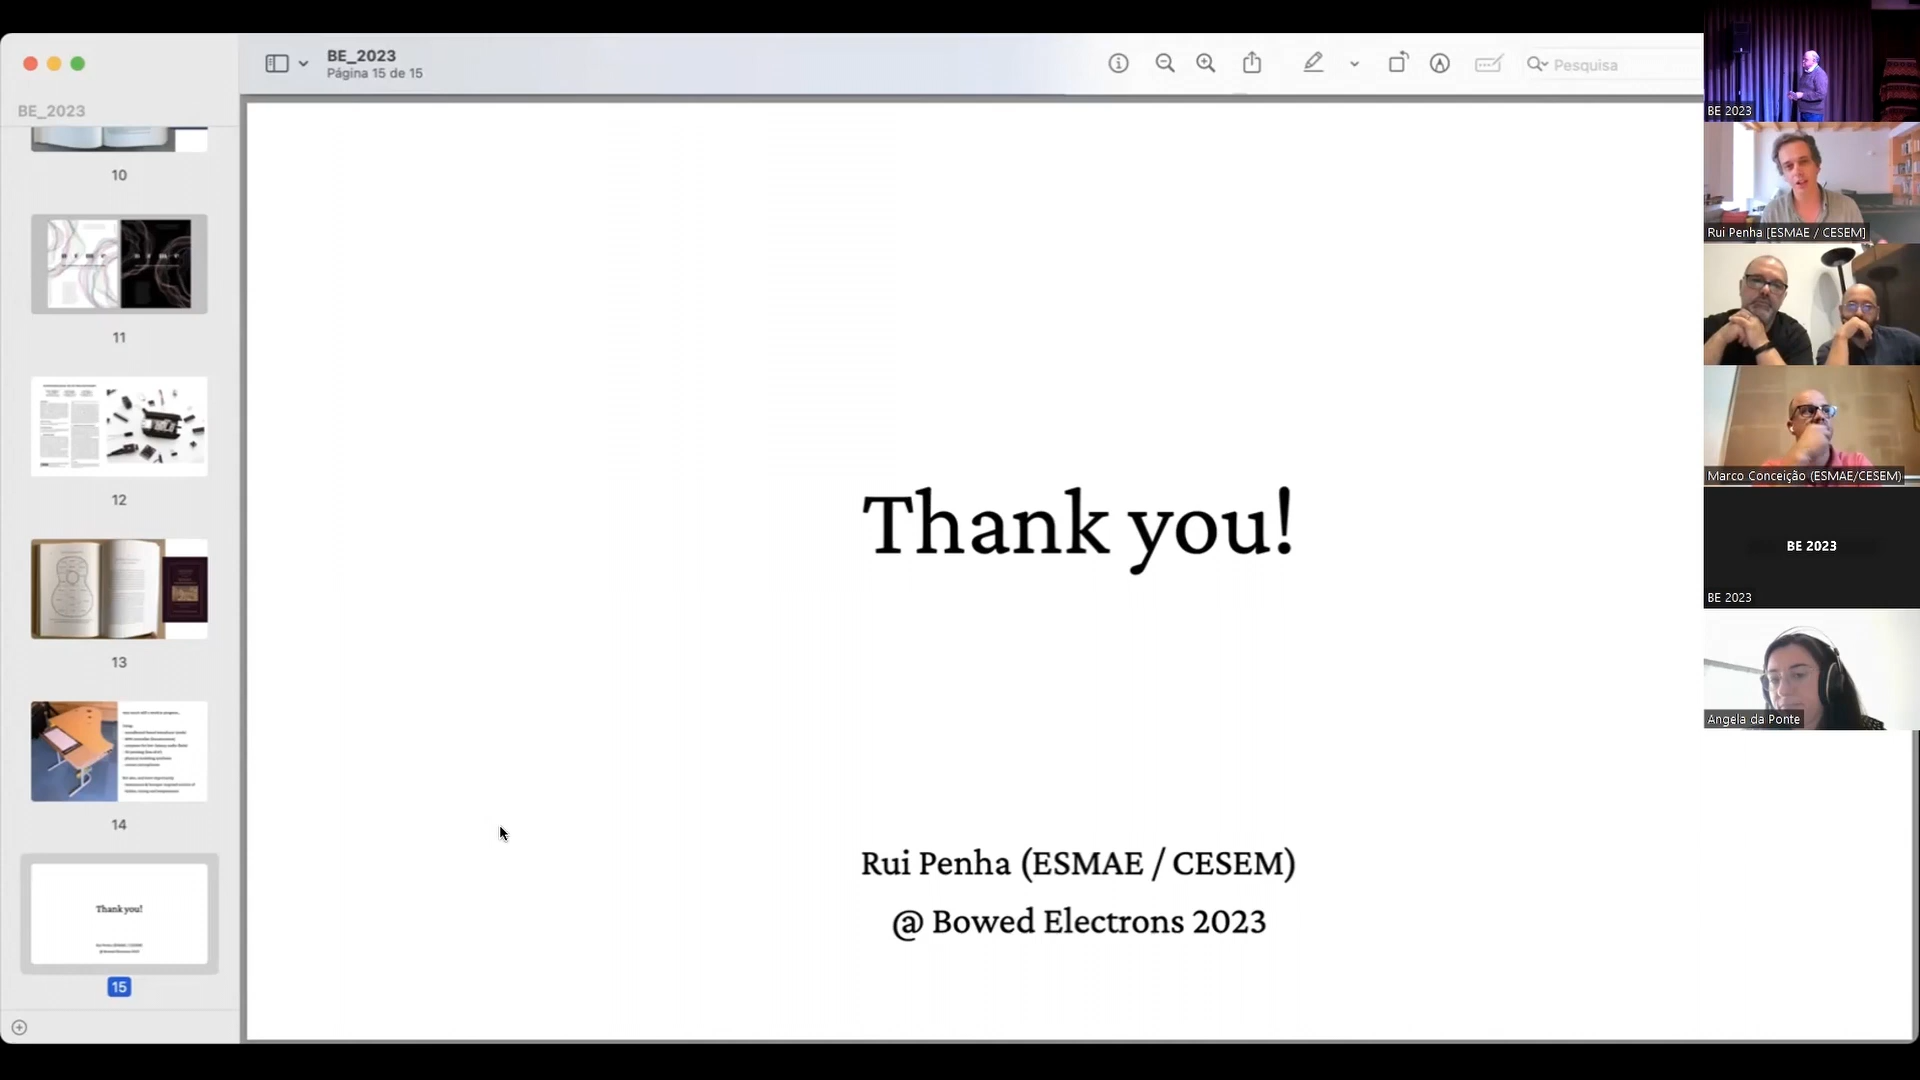 BE_2023
Página 15 de 15
Pesquisa
BE_2023
10
11
12
13
14
Thank you!
15
Thank you!
Rui Penha (ESMAE / CESEM)
@ Bowed Electrons 2023
BE 2023
Rui Penha [ESMAE / CESEM]
Marco Conceição (ESMAE/CESEM)
BE 2023
BE 2023
Angela da Ponte